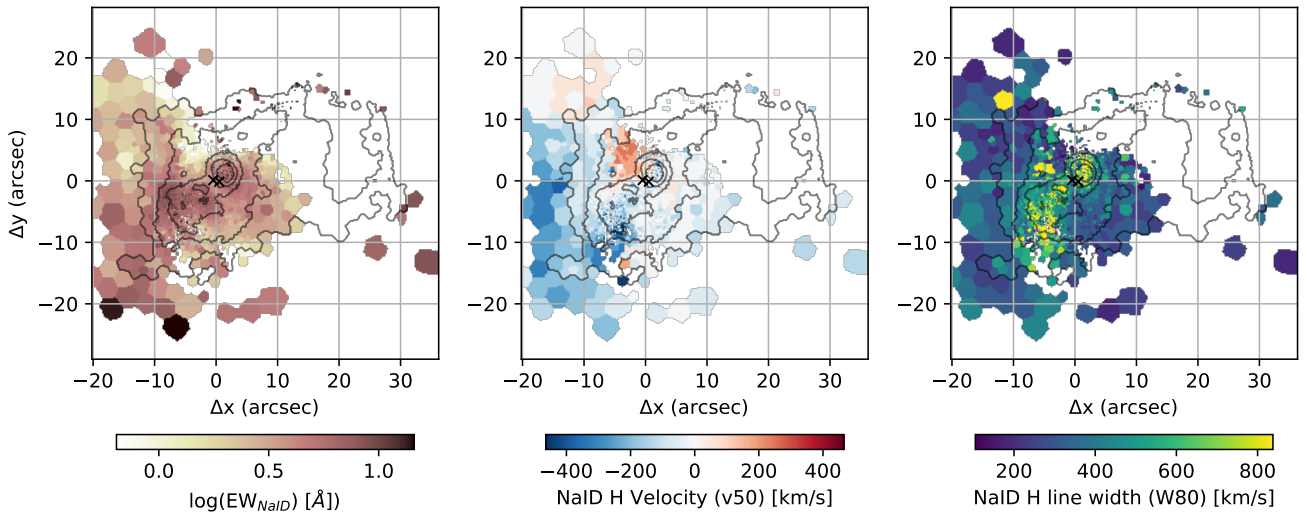 20
10
0
−10
−20
Δy (arcsec)
−20 −10 0 10 20 30
−20 −10 0 10 20 30
−20 −10 0 10 20 30
Δx (arcsec)
Δx (arcsec)
Δx (arcsec)
20
10
0
−10
−20
20
10
0
−10
−20
0.0 0.5 1.0
log(EW_NaID) [Å])
−400 −200 0 200 400
NaID H Velocity (v50) [km/s]
200 400 600 800
NaID H line width (W80) [km/s]